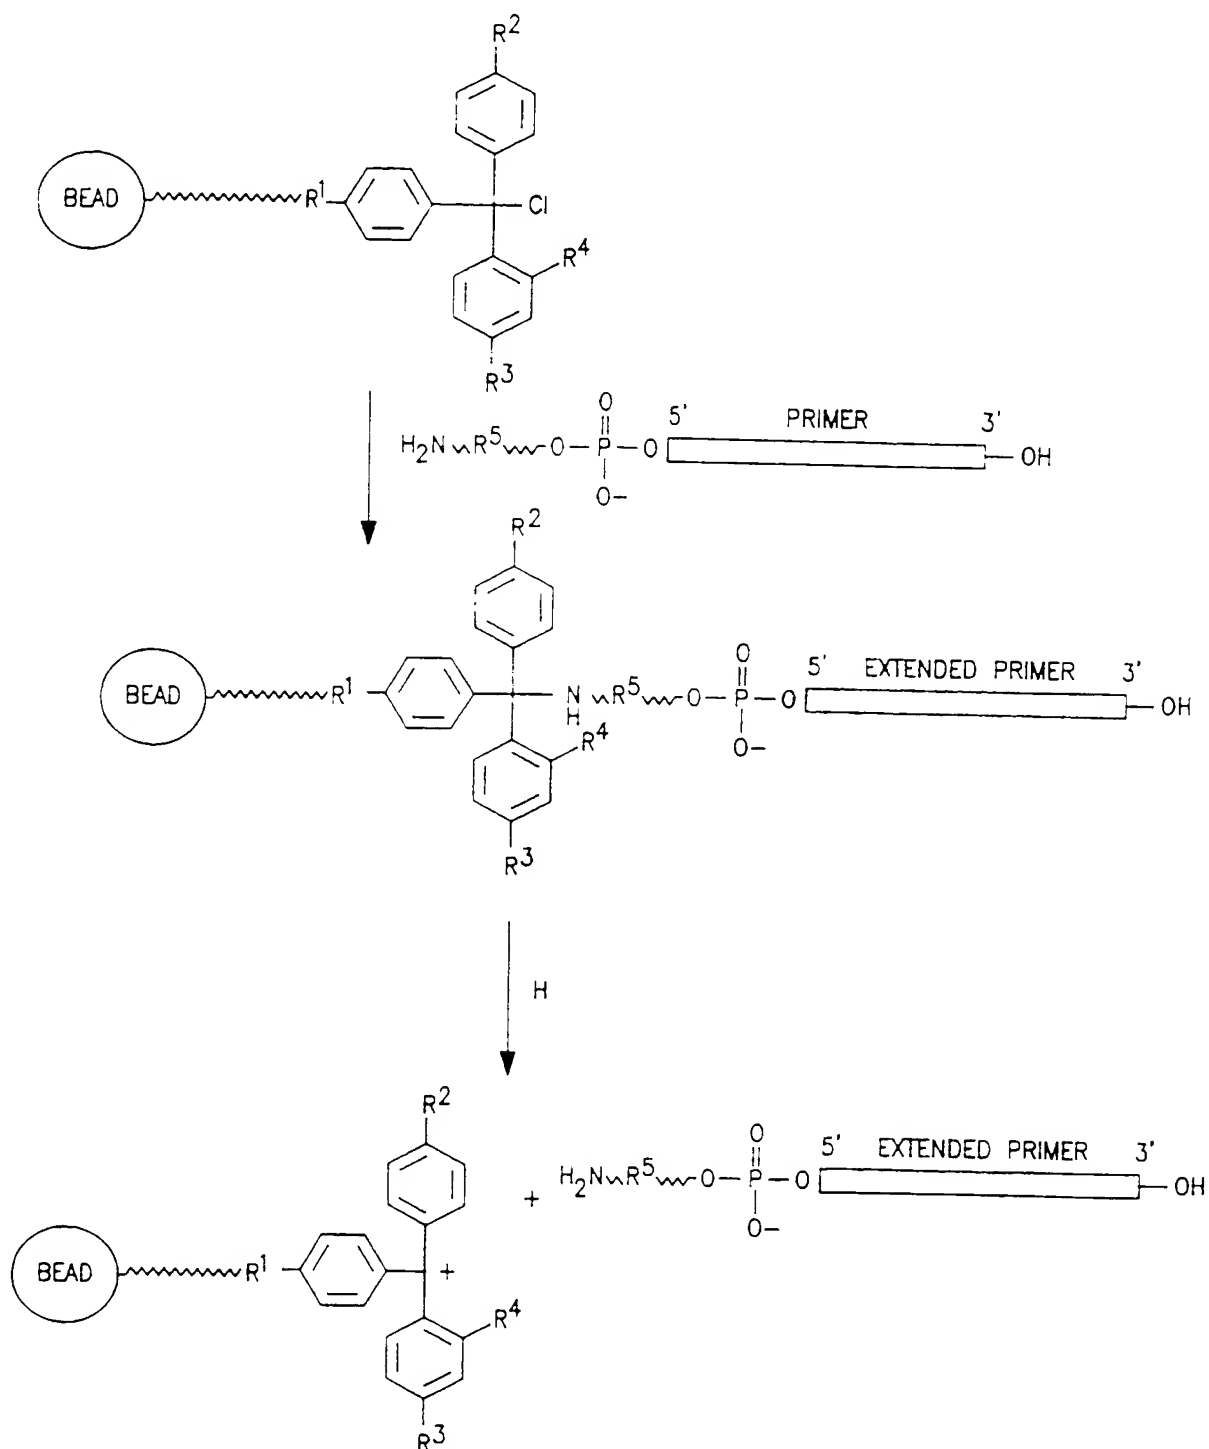 R2
BEAD
R1
Cl
R4
R3
H2N R5 O P O
O
O-
5' PRIMER 3'
OH
R2
BEAD
R1
N
H
R5 O P O
O
O-
5' EXTENDED PRIMER 3'
OH
R4
R3
H
R2
BEAD
R1
+
R4
R3
+
H2N R5 O P O
O
O-
5' EXTENDED PRIMER 3'
OH